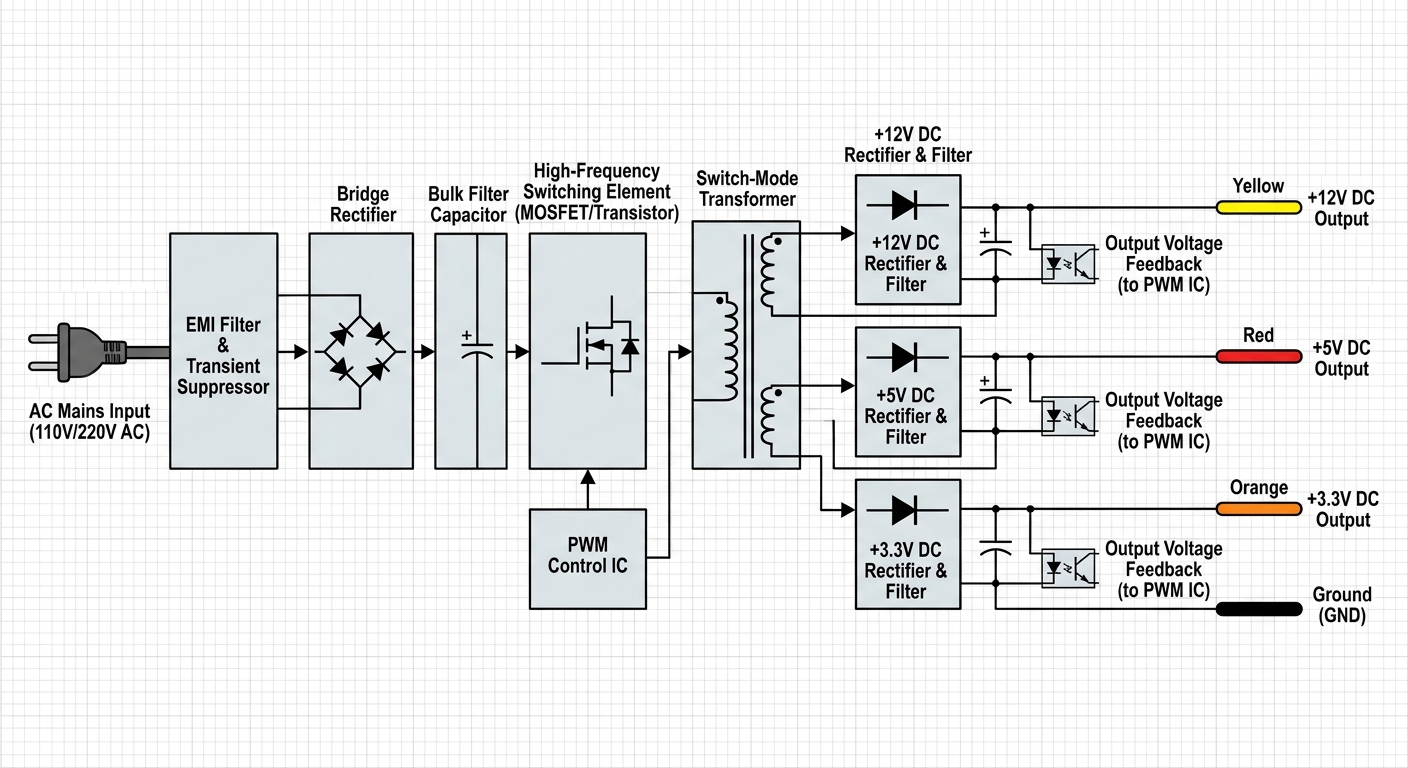 AC Mains Input
(110V/220V AC)
EMI Filter
&
Transient
Suppressor
Bridge
Rectifier
Bulk Filter
Capacitor
+
High-Frequency
Switching Element
(MOSFET/Transistor)
PWM
Control IC
Switch-Mode
Transformer
+12V DC
Rectifier & Filter
+12V DC
Rectifier &
Filter
+
Output Voltage
Feedback
(to PWM IC)
Yellow
+12V DC
Output
+5V DC
Rectifier &
Filter
+
Output Voltage
Feedback
(to PWM IC)
Red
+5V DC
Output
+3.3V DC
Rectifier &
Filter
Output Voltage
Feedback
(to PWM IC)
Orange
+3.3V DC
Output
Ground
(GND)